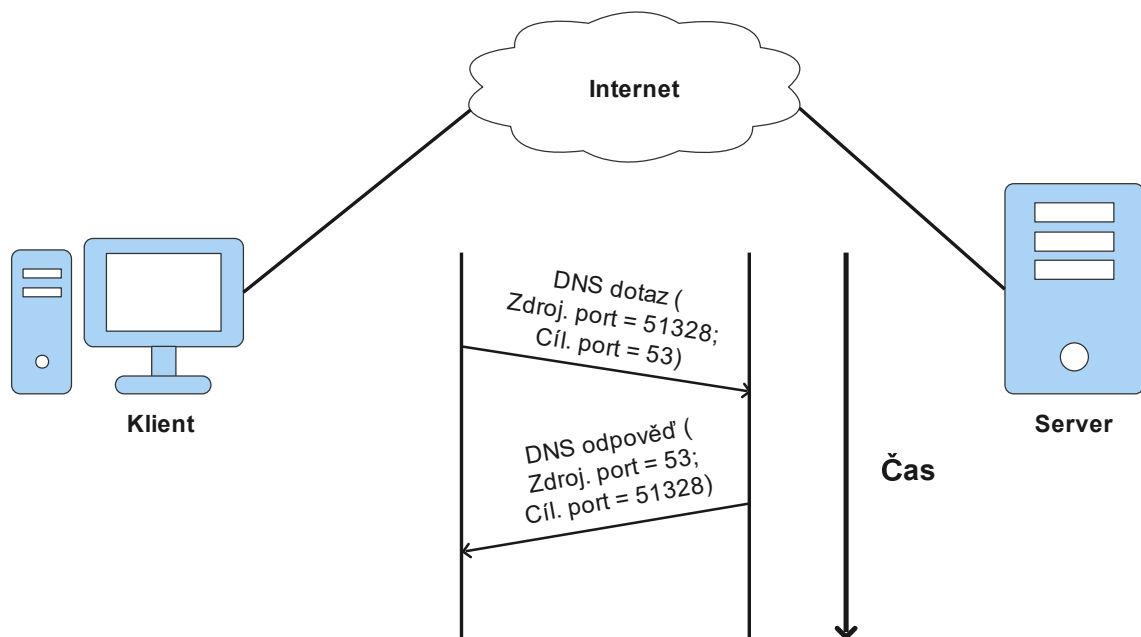 Internet
DNS dotaz (
Zdroj. port = 51328;
Cíl. port = 53)
Klient
Server
DNS odpověď (
Zdroj. port = 53;
Cíl. port = 51328)
Čas